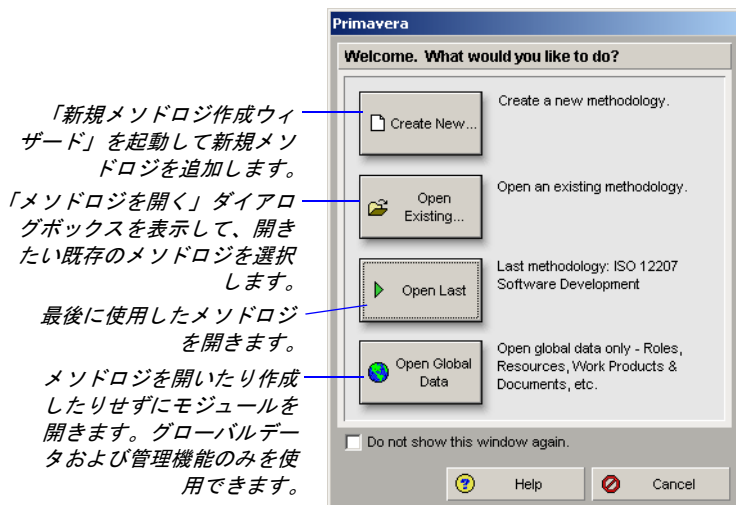 Primavera
Welcome. What would you like to do?
「新規メソドロジ作成ウィ
ザード」を起動して新規メソ
ドロジを追加します。
Create New...
Create a new methodology.
「メソドロジを開く」ダイアロ
グボックスを表示して、開き
たい既存のメソドロジを選択
します。
Open
Existing...
Open an existing methodology.
最後に使用したメソドロジ
を開きます。
Open Last
Last methodology: ISO 12207
Software Development
メソドロジを開いたり作成
したりせずにモジュールを
開きます。グローバルデー
タおよび管理機能のみを使
用できます。
Open Global
Data
Open global data only - Roles,
Resources, Work Products &
Documents, etc.
Do not show this window again.
Help
Cancel